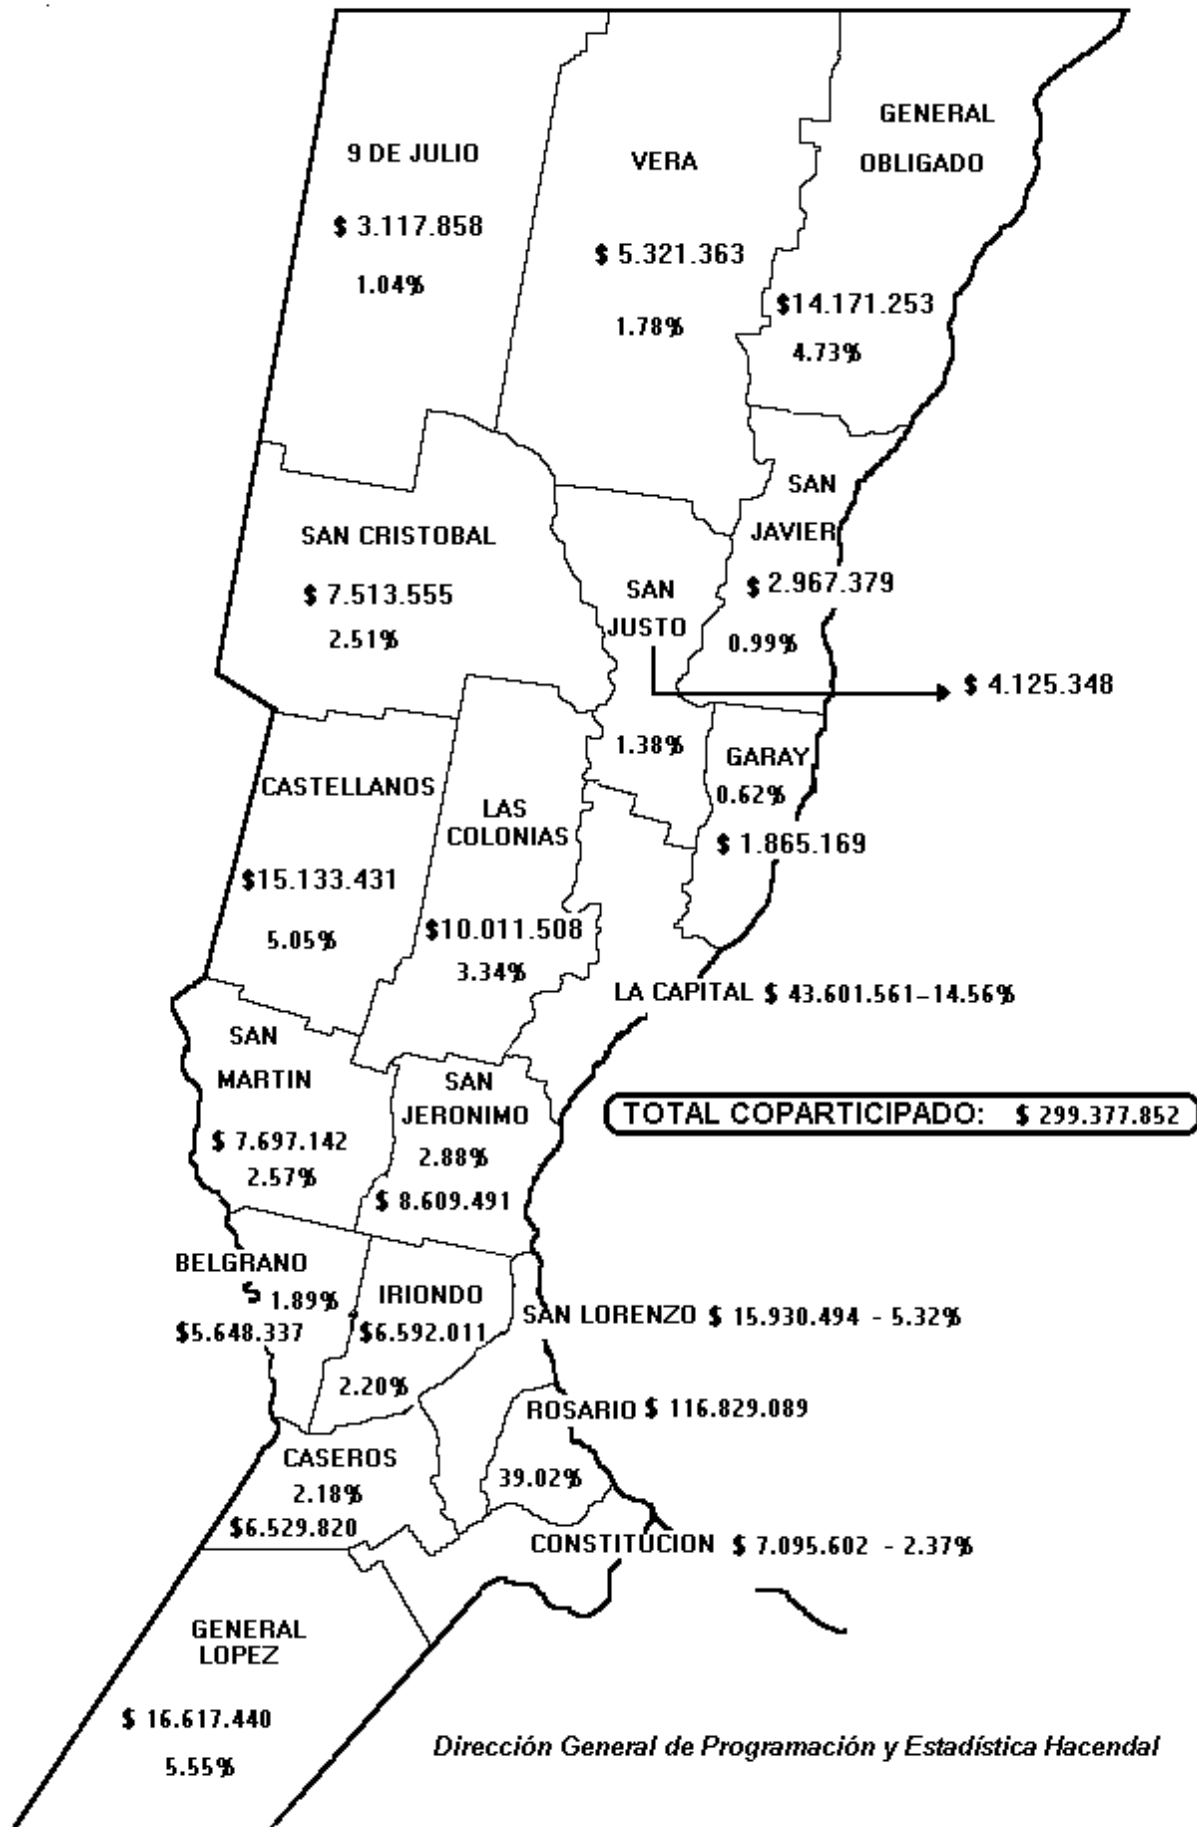 9 DE JULIO
$ 3.117.858
1.04%
VERA
$ 5.321.363
1.78%
GENERAL
OBLIGADO
$14.171.253
4.73%
SAN CRISTOBAL
$ 7.513.555
2.51%
SAN
JUSTO
$ 4.125.348
1.38%
SAN
JAVIER
$ 2.967.379
0.99%
CASTELLANOS
$15.133.431
5.05%
LAS
COLONIAS
$10.011.508
3.34%
GARAY
0.62%
$ 1.865.169
LA CAPITAL $ 43.601.561-14.56%
SAN
MARTIN
$ 7.697.142
2.57%
SAN
JERONIMO
2.88%
$ 8.609.491
TOTAL COPARTICIPADO: $ 299.377.852
BELGRANO
S 1.89%
$5.648.337
IRIONDO
$6.592.011
2.20%
SAN LORENZO $ 15.930.494 - 5.32%
ROSARIO $ 116.829.089
39.02%
CASEROS
2.18%
$6.529.820
CONSTITUCION $ 7.095.602 - 2.37%
GENERAL
LOPEZ
$ 16.617.440
5.55%
Dirección General de Programación y Estadística Hacendal